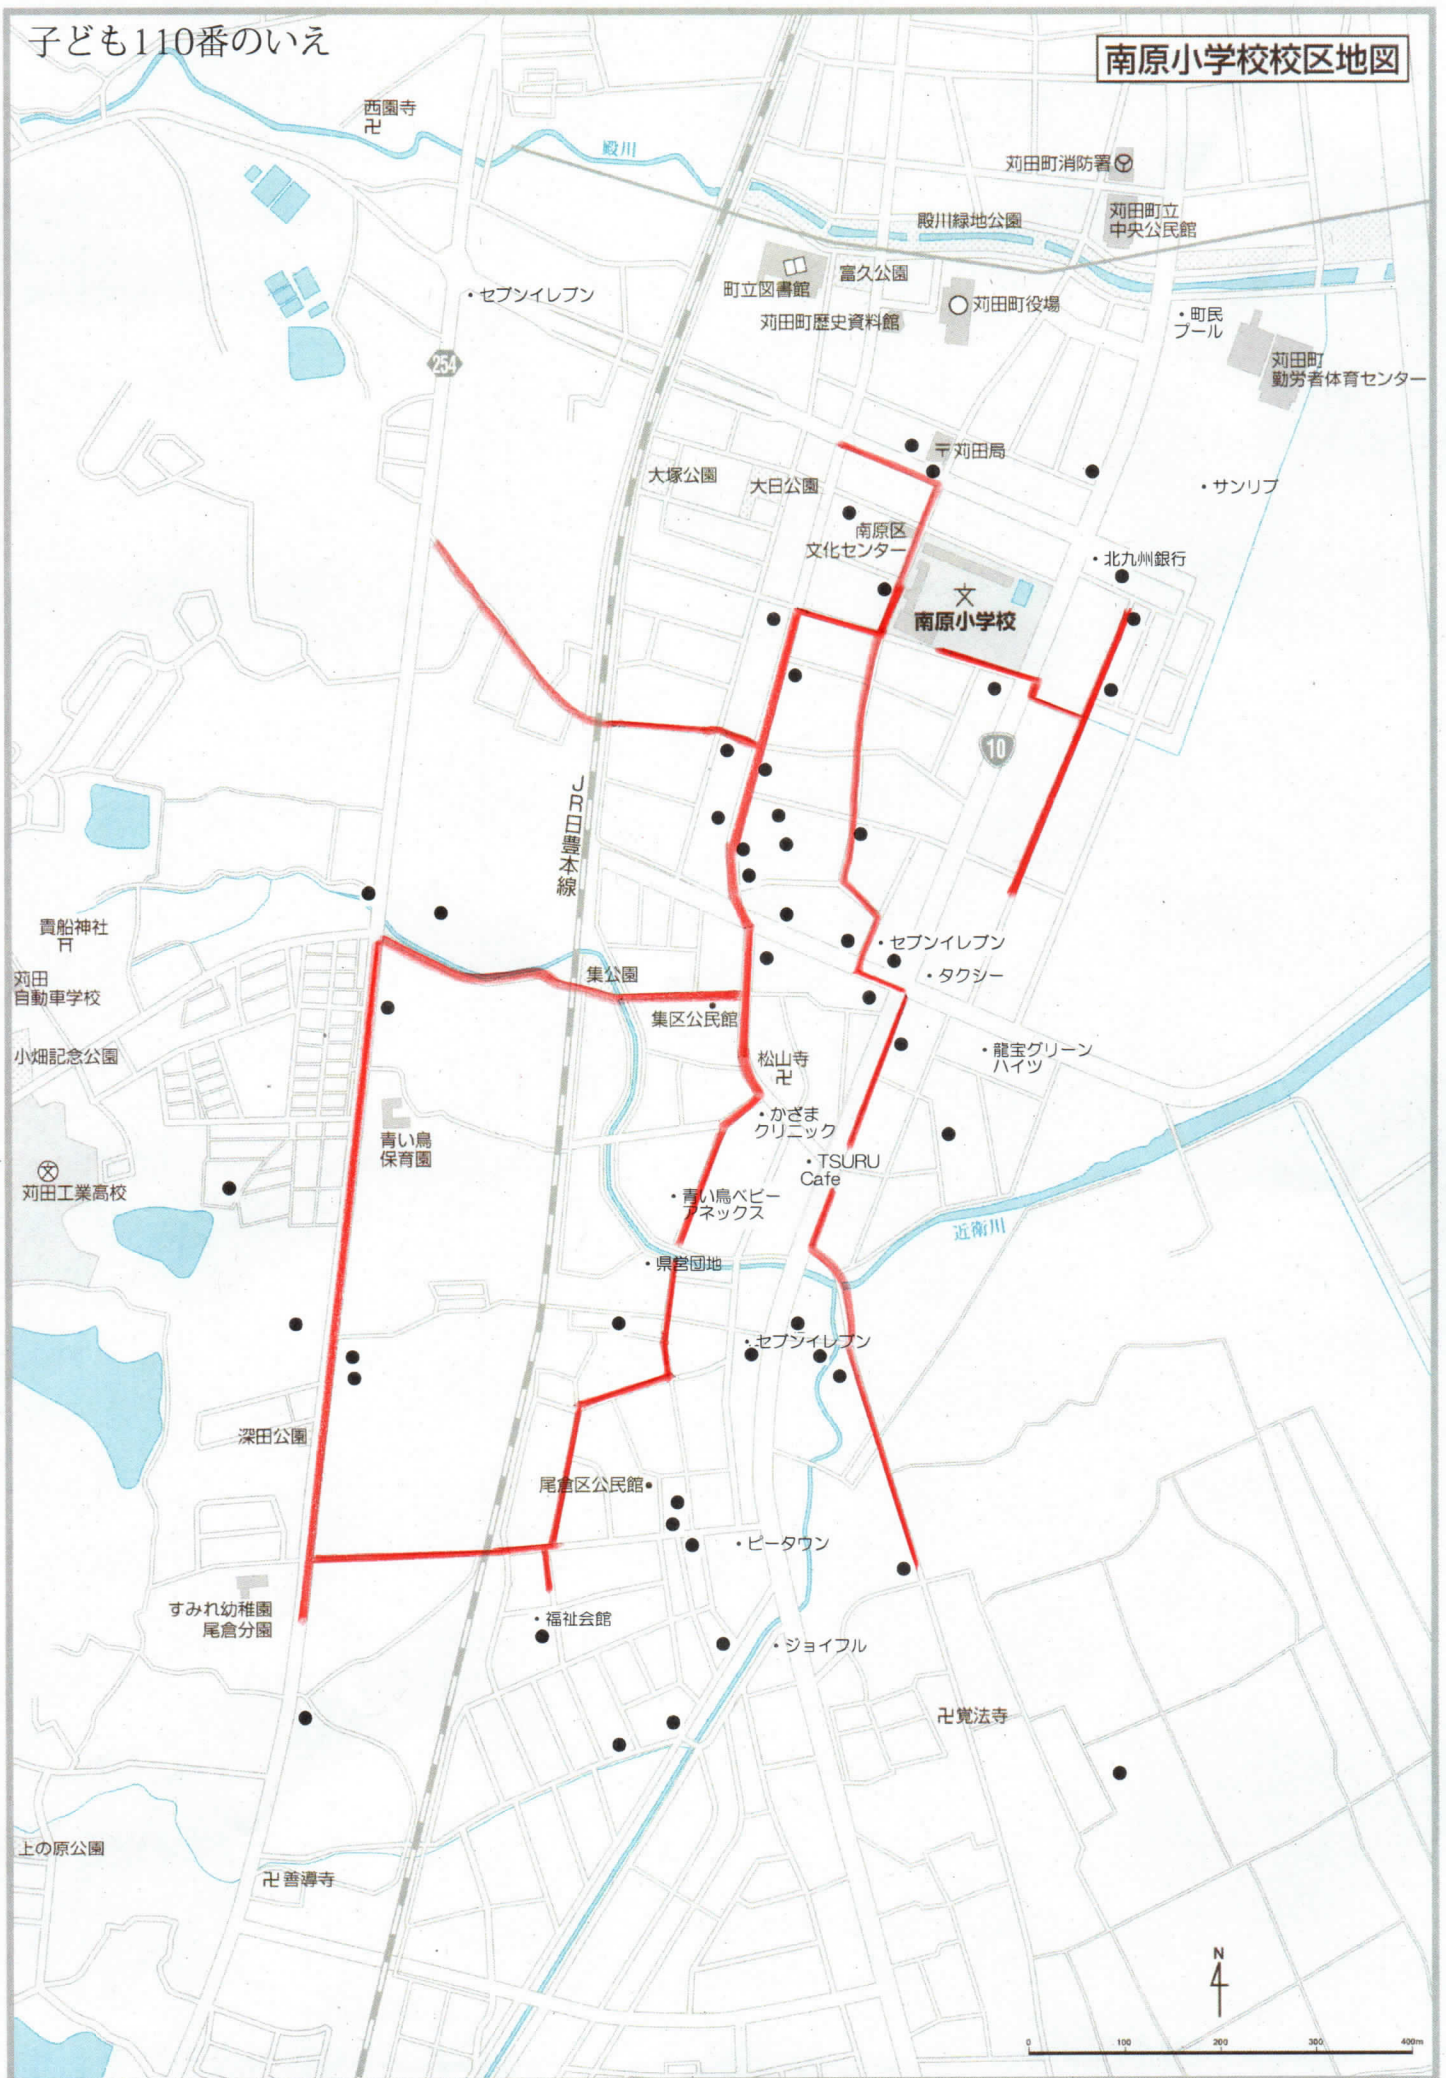 子ども110番のいえ
南原小学校校区地図
西園寺
殿川
苅田町消防署
殿川緑地公園
苅田町立
中央公民館
町立図書館
富久公園
苅田町歴史資料館
苅田町役場
・セブンイレブン
・町民
プール
苅田町
勤労者体育センター
254
〒苅田局
大塚公園
大日公園
・サンリブ
南原区
文化センター
・北九州銀行
文
南原小学校
10
JR日豊本線
貴船神社
苅田
自動車学校
集公園
・セブンイレブン
・タクシー
集区公民館
小畑記念公園
松山寺
・龍宝グリーン
ハイツ
・かざま
クリニック
青い鳥
保育園
・TSURU
Cafe
文
苅田工業高校
・青い鳥ベビー
アネックス
近衛川
・県営団地
・セブンイレブン
深田公園
尾倉区公民館
・ピータウン
すみれ幼稚園
尾倉分園
・福祉会館
・ジョイフル
卍覚法寺
上の原公園
卍善導寺
N
0 100 200 300 400m